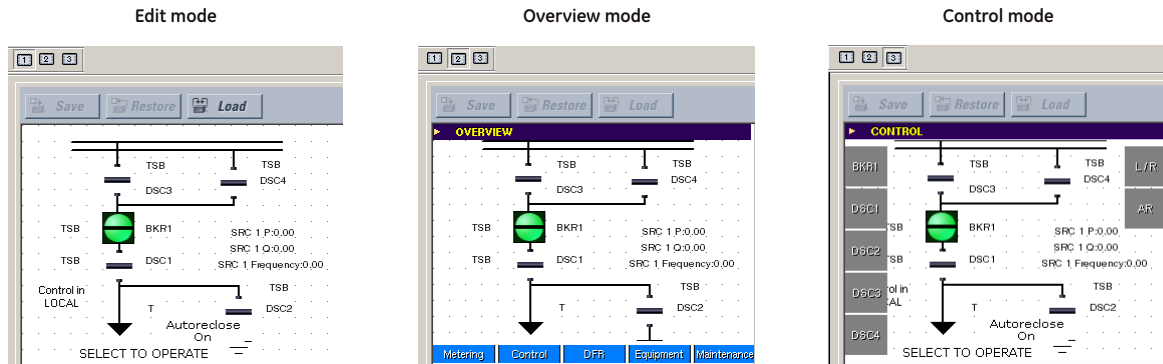 Edit mode
1 2 3
Save Restore Load
TSB TSB
DSC3 DSC4
TSB BKR1 SRC 1 P:0.00
SRC 1 Q:0.00
TSB DSC1 SRC 1 Frequency:0.00
Control in
LOCAL
TSB
T DSC2
Autoreclose
On
SELECT TO OPERATE
Overview mode
1 2 3
Save Restore Load
OVERVIEW
TSB TSB
DSC3 DSC4
TSB BKR1 SRC 1 P:0.00
SRC 1 Q:0.00
TSB DSC1 SRC 1 Frequency:0.00
TSB
T DSC2
Metering Control DFR Equipment Maintenance
Control mode
1 2 3
Save Restore Load
CONTROL
BKR1 TSB TSB L/R
DSC3 DSC4
DSC1 AR
SB BKR1 SRC 1 P:0.00
SRC 1 Q:0.00
DSC2 SB DSC1 SRC 1 Frequency:0.00
DSC3 rol in
CAL
TSB
T DSC2
DSC4 Autoreclose
On
SELECT TO OPERATE